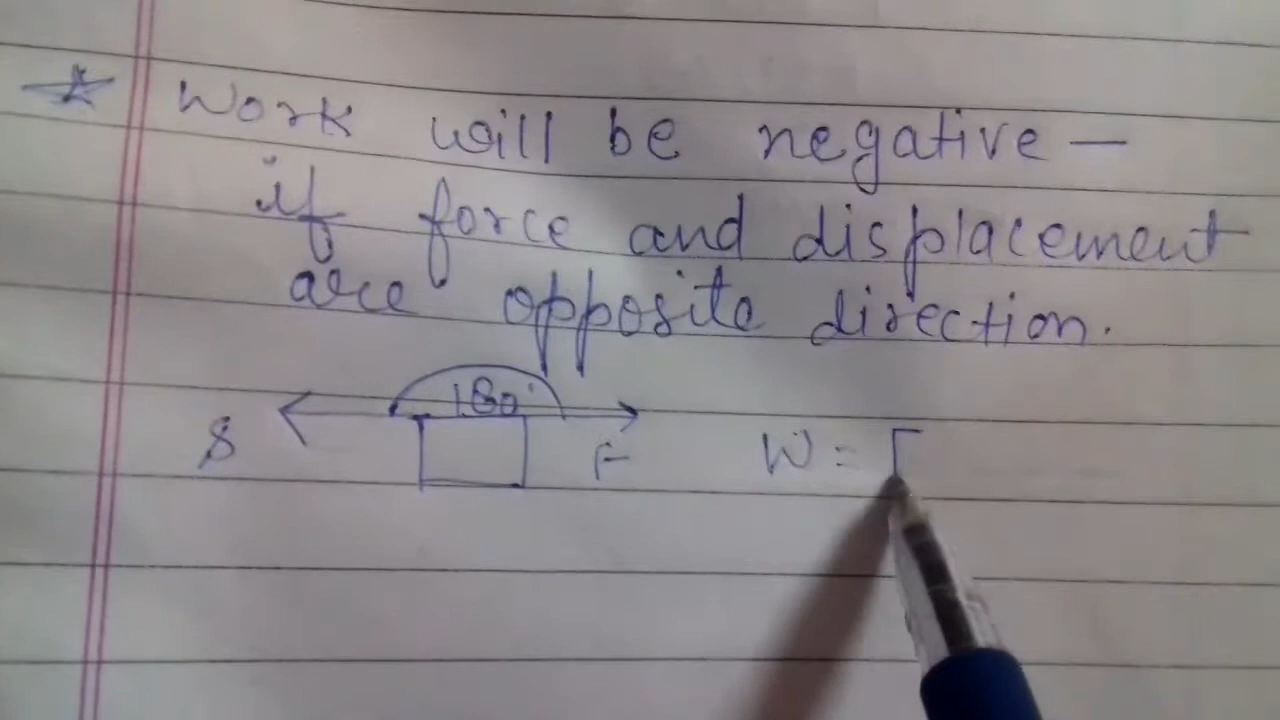 Work will be negative —
if force and displacement
are opposite direction.
180°
S F W = F